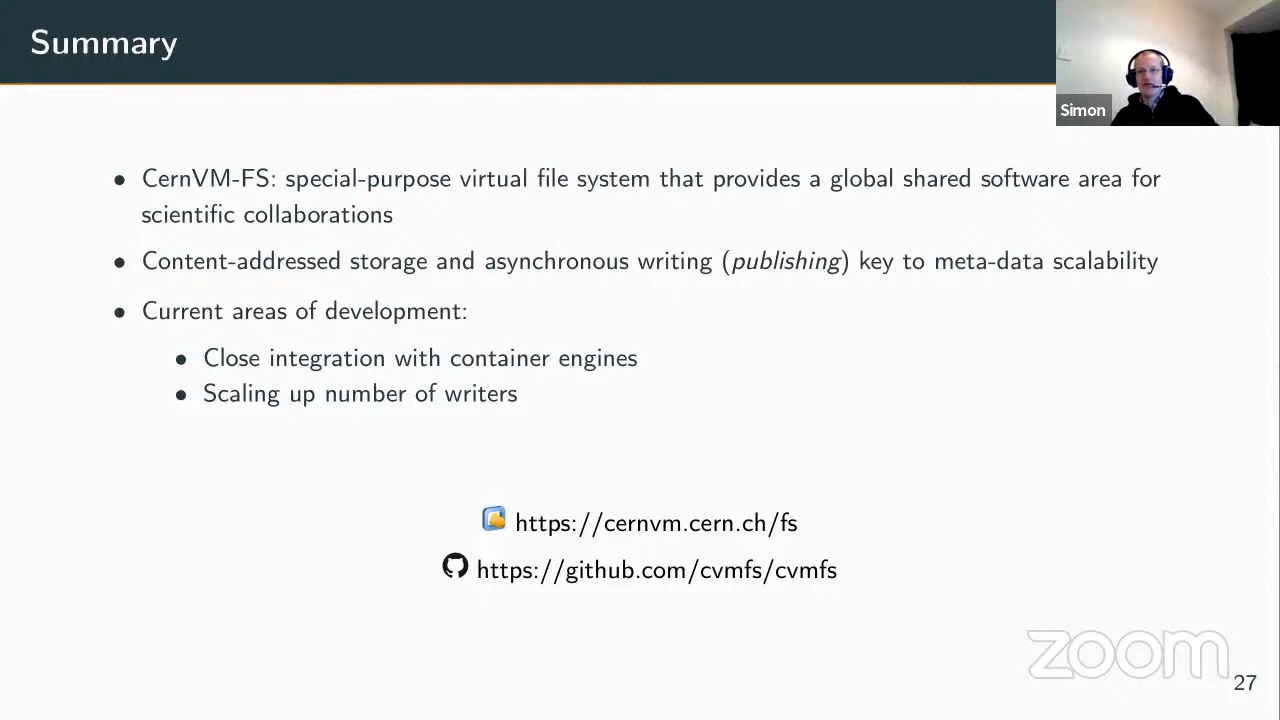 Summary
Simon
• CernVM-FS: special-purpose virtual file system that provides a global shared software area for
scientific collaborations
• Content-addressed storage and asynchronous writing (publishing) key to meta-data scalability
• Current areas of development:
• Close integration with container engines
• Scaling up number of writers
https://cernvm.cern.ch/fs
https://github.com/cvmfs/cvmfs
zoom
27